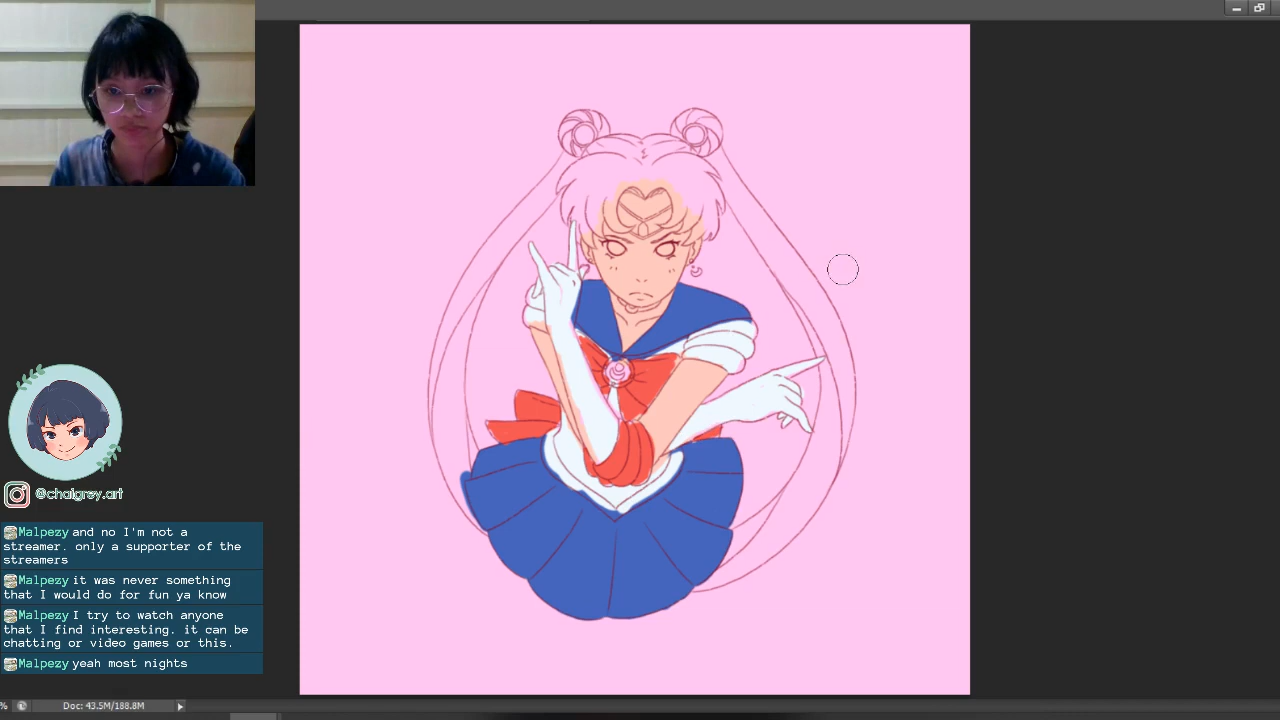 @chaigrey.art
Malpezy and no I'm not a
streamer. only a supporter of the
streamers
Malpezy it was never something
that I would do for fun ya know
Malpezy I try to watch anyone
that I find interesting. it can be
chatting or video games or this.
Malpezy yeah most nights
% Doc: 43.5M/188.8M